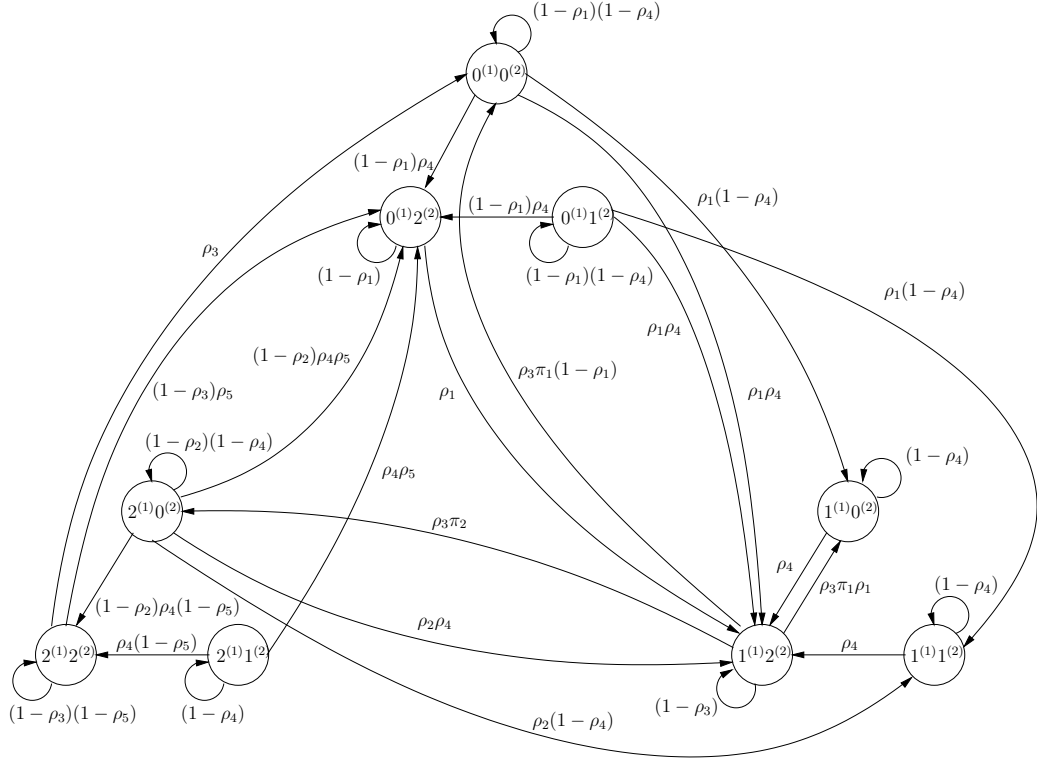 (1 − ρ₁)(1 − ρ₄)
0⁽¹⁾0⁽²⁾
(1 − ρ₁)ρ₄
ρ₁(1 − ρ₄)
0⁽¹⁾2⁽²⁾
(1 − ρ₁)ρ₄
0⁽¹⁾1⁽²⁾
ρ₃
(1 − ρ₁)
(1 − ρ₁)(1 − ρ₄)
ρ₁(1 − ρ₄)
ρ₁ρ₄
(1 − ρ₂)ρ₄ρ₅
ρ₃π₁(1 − ρ₁)
(1 − ρ₃)ρ₅
ρ₁
ρ₁ρ₄
(1 − ρ₂)(1 − ρ₄)
(1 − ρ₄)
ρ₄ρ₅
2⁽¹⁾0⁽²⁾
1⁽¹⁾0⁽²⁾
ρ₃π₂
ρ₄
ρ₃π₁ρ₁
(1 − ρ₄)
(1 − ρ₂)ρ₄(1 − ρ₅)
ρ₂ρ₄
2⁽¹⁾2⁽²⁾
ρ₄(1 − ρ₅)
2⁽¹⁾1⁽²⁾
1⁽¹⁾2⁽²⁾
ρ₄
1⁽¹⁾1⁽²⁾
(1 − ρ₃)(1 − ρ₅)
(1 − ρ₄)
(1 − ρ₃)
ρ₂(1 − ρ₄)